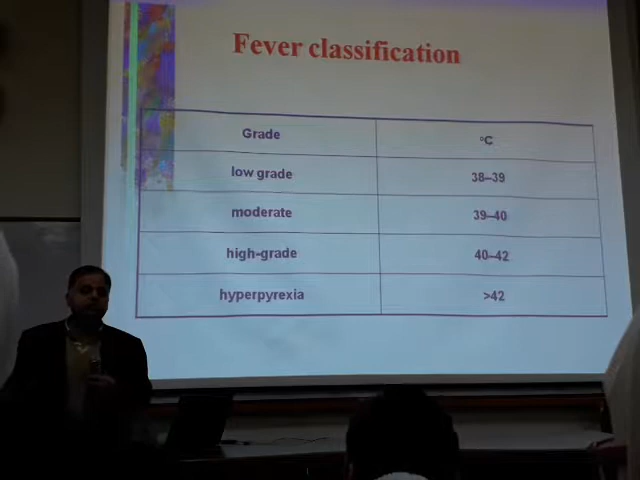 Fever classification
Grade °C
low grade 38–39
moderate 39–40
high-grade 40–42
hyperpyrexia >42